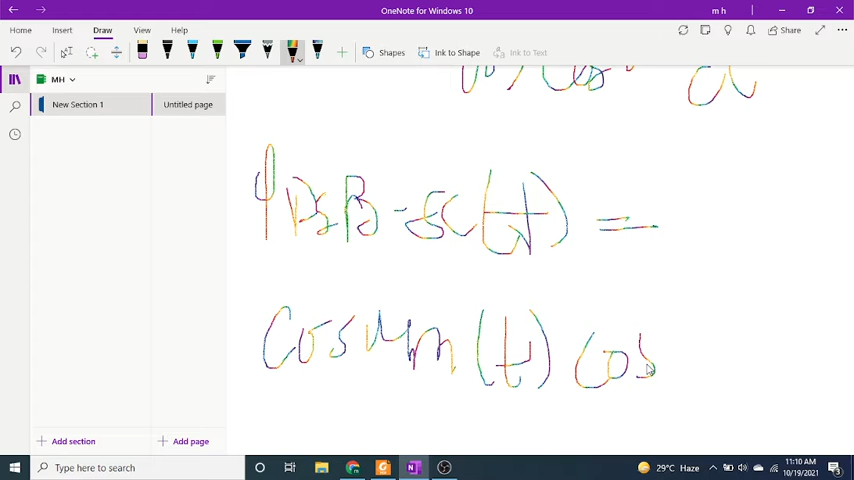 OneNote for Windows 10
m h
Home Insert Draw View Help
Share
Shapes Ink to Shape Ink to Text
MH
New Section 1 Untitled page
(t) =
Cos (t) Cos
Add section Add page
Type here to search
29°C Haze
11:10 AM
10/19/2021
3